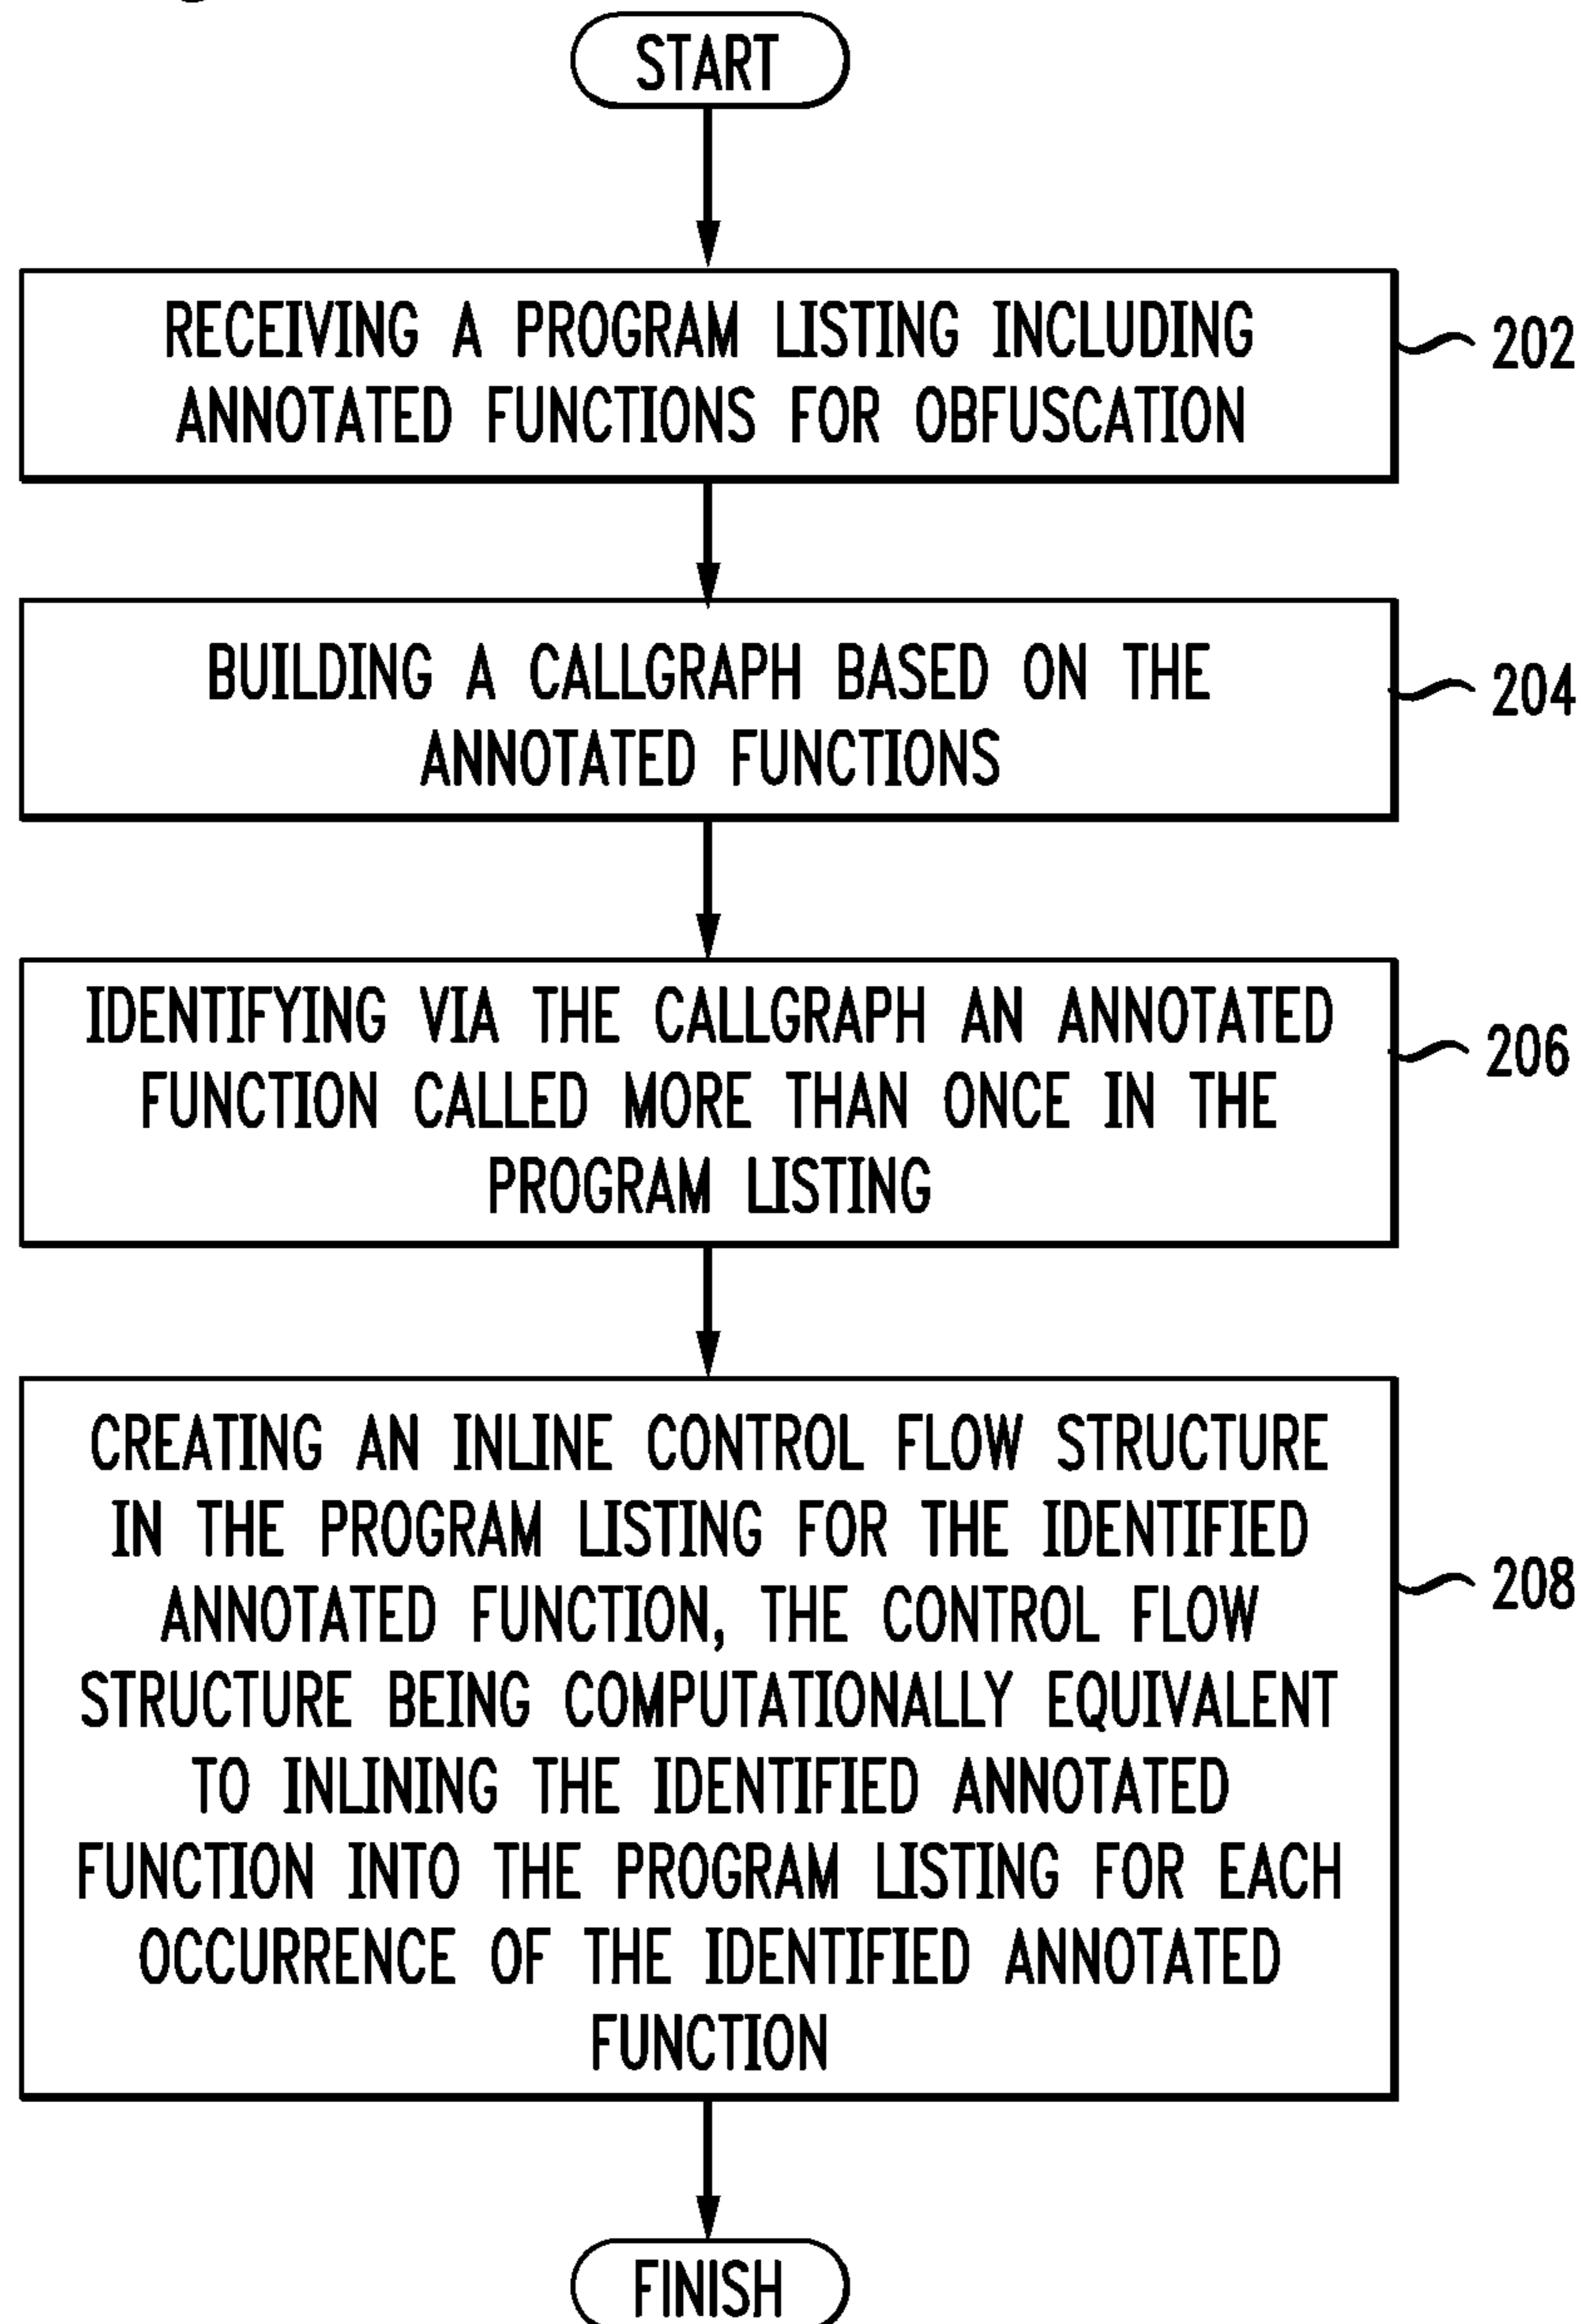 START
RECEIVING A PROGRAM LISTING INCLUDING
ANNOTATED FUNCTIONS FOR OBFUSCATION
202
BUILDING A CALLGRAPH BASED ON THE
ANNOTATED FUNCTIONS
204
IDENTIFYING VIA THE CALLGRAPH AN ANNOTATED
FUNCTION CALLED MORE THAN ONCE IN THE
PROGRAM LISTING
206
CREATING AN INLINE CONTROL FLOW STRUCTURE
IN THE PROGRAM LISTING FOR THE IDENTIFIED
ANNOTATED FUNCTION, THE CONTROL FLOW
STRUCTURE BEING COMPUTATIONALLY EQUIVALENT
TO INLINING THE IDENTIFIED ANNOTATED
FUNCTION INTO THE PROGRAM LISTING FOR EACH
OCCURRENCE OF THE IDENTIFIED ANNOTATED
FUNCTION
208
FINISH